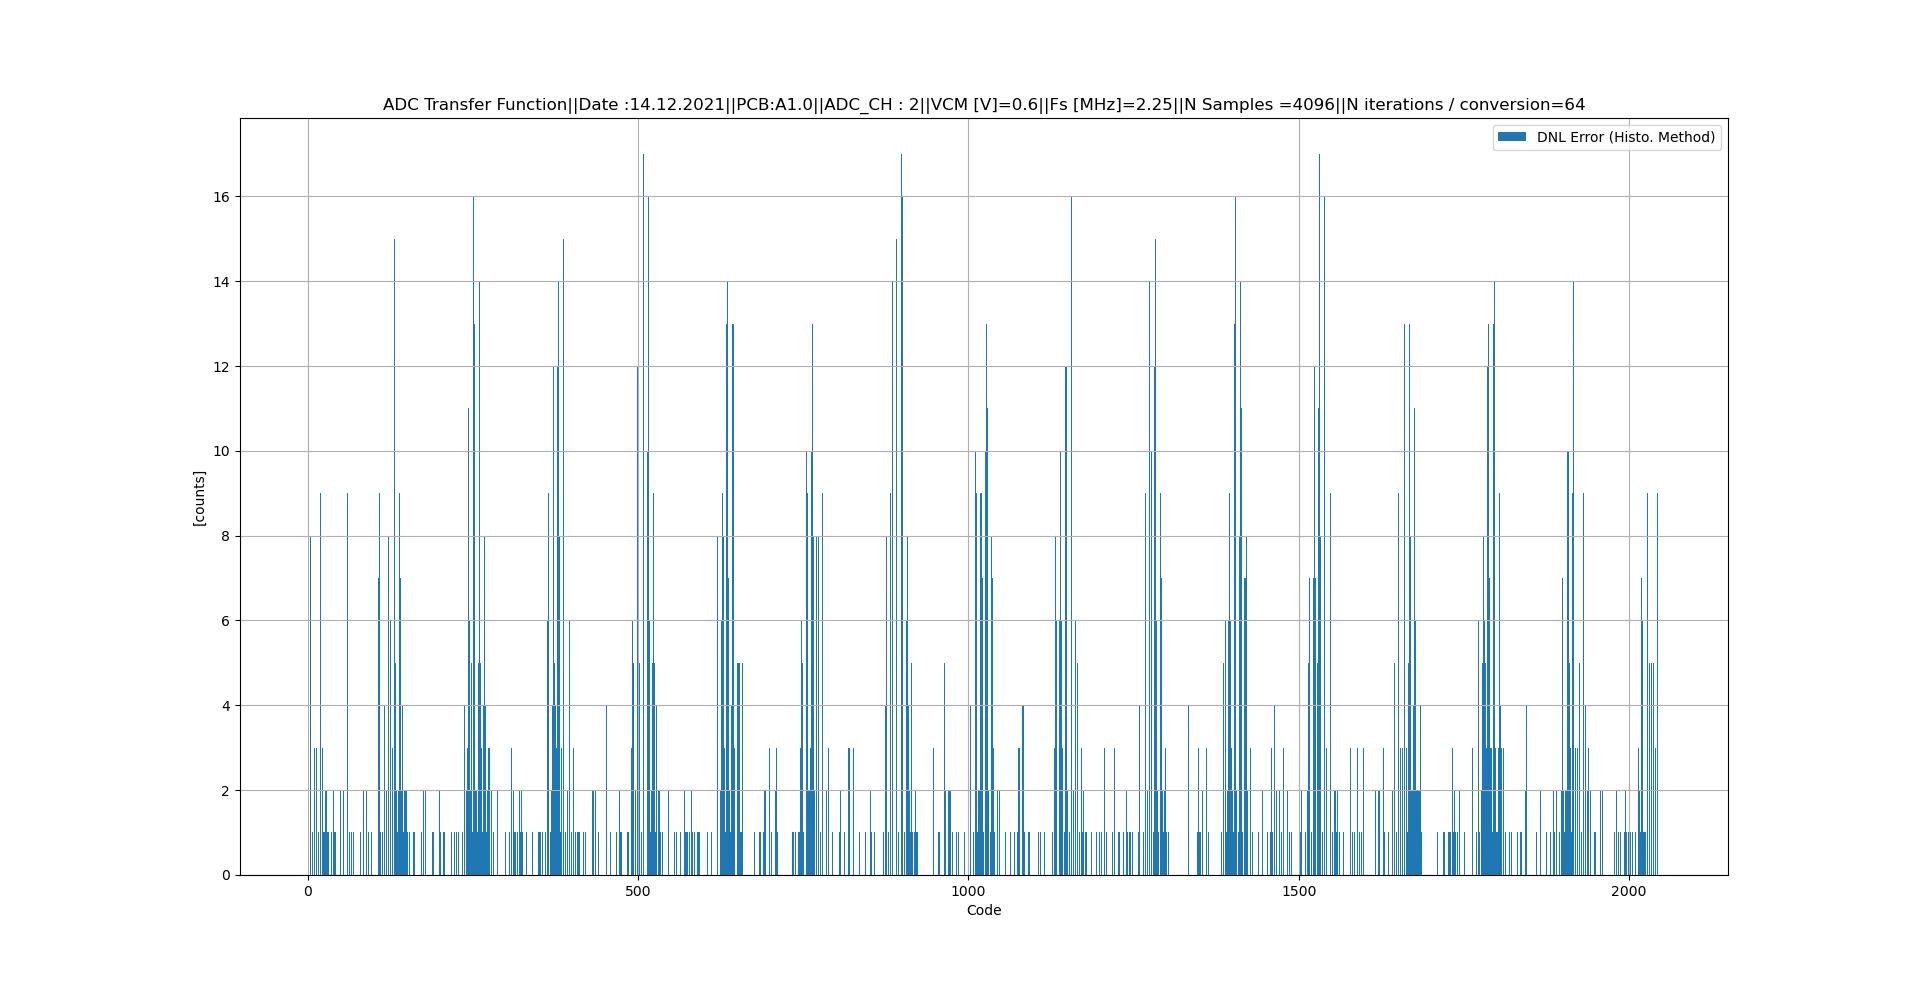 ADC Transfer Function||Date :14.12.2021||PCB:A1.0||ADC_CH : 2||VCM [V]=0.6||Fs [MHz]=2.25||N Samples =4096||N iterations / conversion=64
DNL Error (Histo. Method)
16
14
12
10
8
6
4
2
0
[counts]
0 500 1000 1500 2000
Code